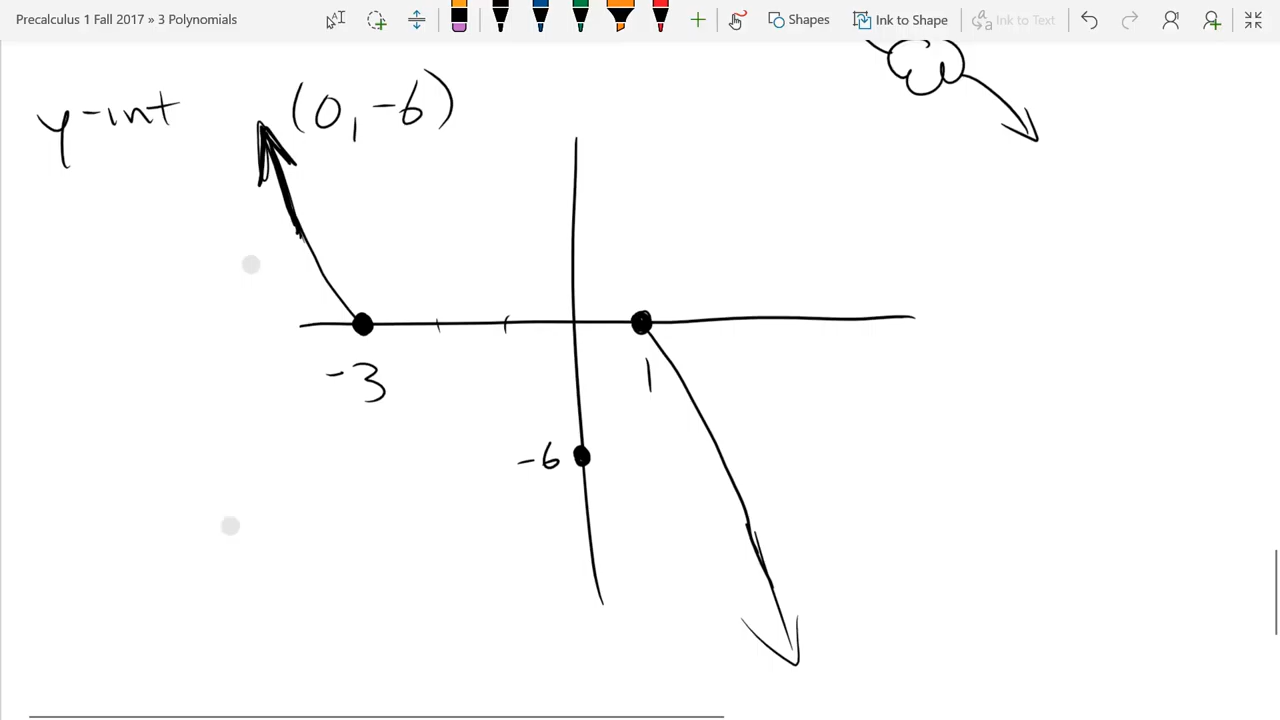 Precalculus 1 Fall 2017 » 3 Polynomials
Shapes
Ink to Shape
Ink to Text
y-int (0, -6)
-3
1
-6